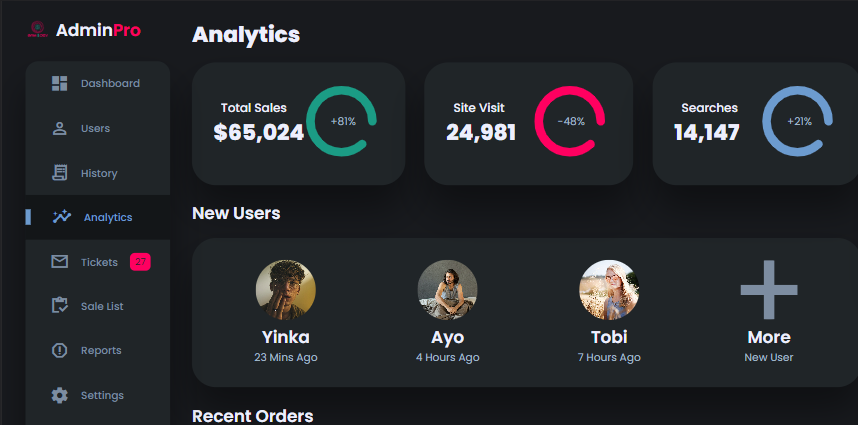 AdminPro
Dashboard
Users
History
Analytics
Tickets 27
Sale List
Reports
Settings
Analytics
Total Sales
$65,024
+81%
Site Visit
24,981
-48%
Searches
14,147
+21%
New Users
Yinka
23 Mins Ago
Ayo
4 Hours Ago
Tobi
7 Hours Ago
More
New User
Recent Orders